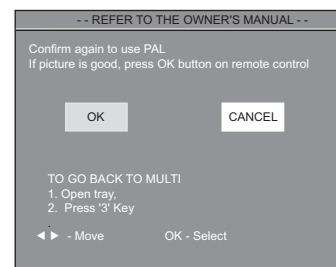 - - REFER TO THE OWNER'S MANUAL - -
Confirm again to use PAL
If picture is good, press OK button on remote control
OK CANCEL
TO GO BACK TO MULTI
1. Open tray,
2. Press '3' Key
.
◄ ► - Move OK - Select